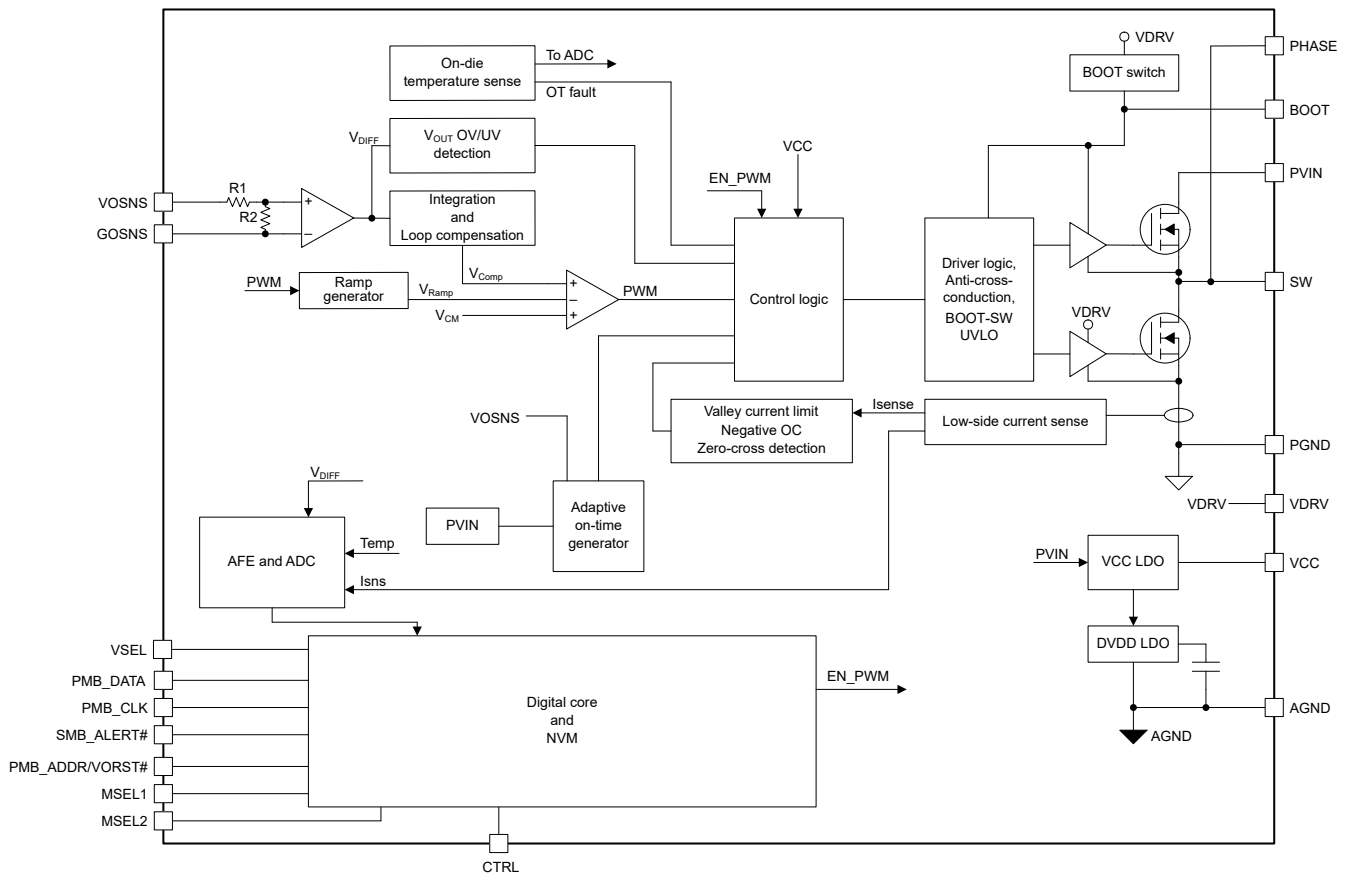 VDRV
PHASE
On-die
temperature sense
To ADC
OT fault
BOOT switch
BOOT
VDIFF
VOUT OV/UV
detection
VCC
EN_PWM
PVIN
VOSNS
R1
R2
GOSNS
+
−
Integration
and
Loop compensation
VComp
PWM
Ramp
generator
VRamp
VCM
+
−
+
PWM
Control logic
Driver logic,
Anti-cross-
conduction,
BOOT-SW
UVLO
SW
VDRV
VOSNS
Valley current limit
Negative OC
Zero-cross detection
Isense
Low-side current sense
PGND
VDIFF
PVIN
Adaptive
on-time
generator
VDRV
VDRV
AFE and ADC
Temp
Isns
PVIN
VCC LDO
VCC
DVDD LDO
AGND
AGND
VSEL
PMB_DATA
PMB_CLK
SMB_ALERT#
PMB_ADDR/VORST#
MSEL1
MSEL2
Digital core
and
NVM
EN_PWM
CTRL